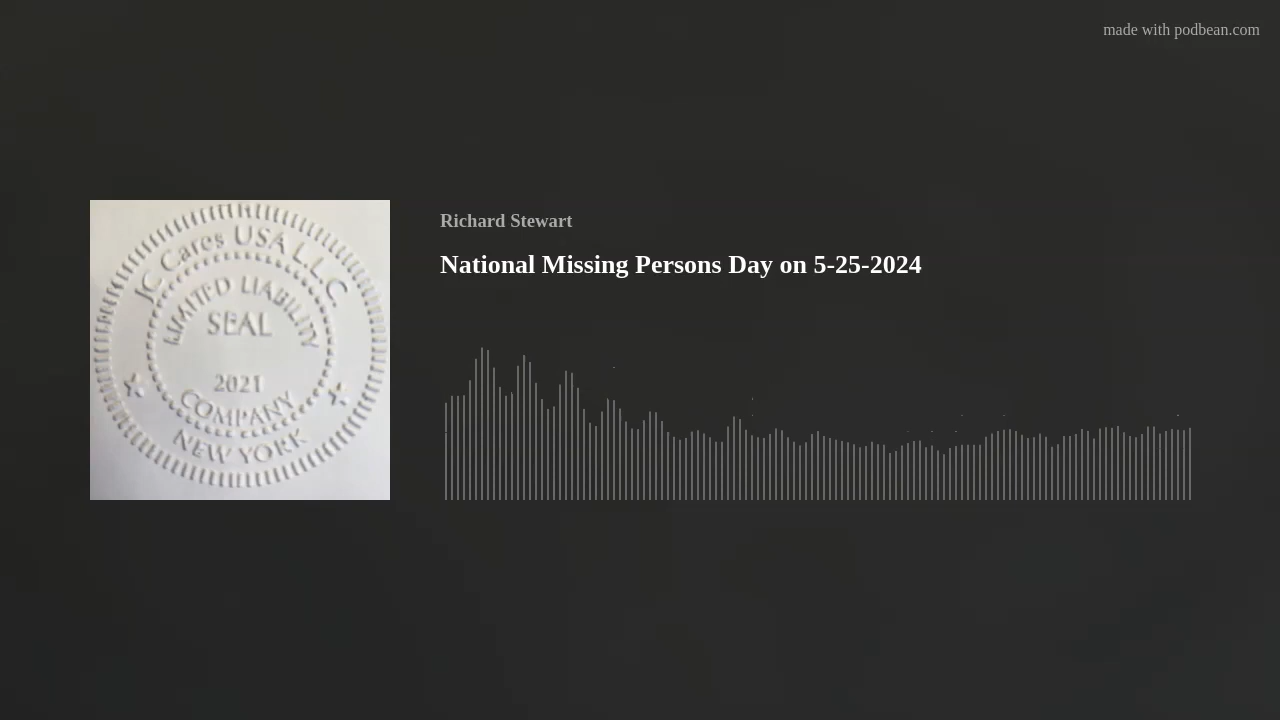 made with podbean.com
Richard Stewart
National Missing Persons Day on 5-25-2024
JC Cares USA L.L.C
LIMITED LIABILITY
SEAL
2021
COMPANY
NEW YORK